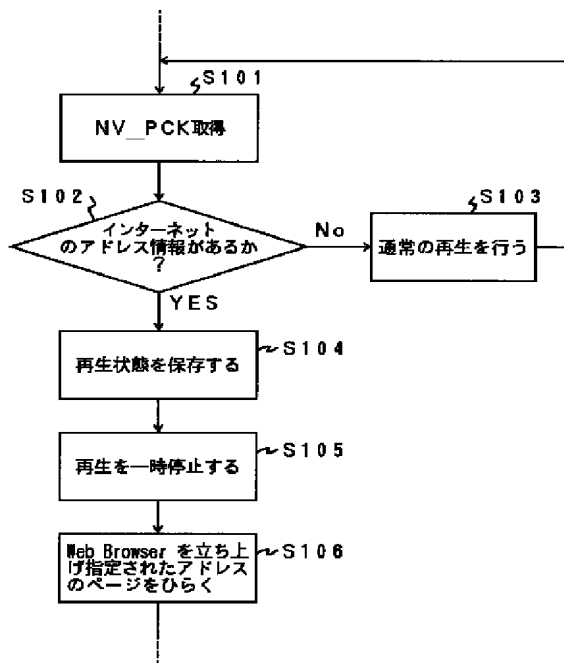 S101
NV_PCK取得
S102
インターネット
のアドレス情報があるか
?
No
S103
通常の再生を行う
YES
再生状態を保存する
S104
再生を一時停止する
S105
Web Browser を立ち上
げ指定されたアドレス
のページをひらく
S106